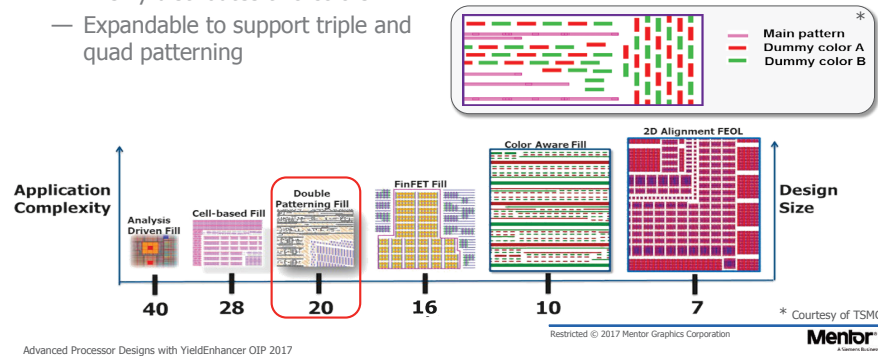 — Expandable to support triple and
quad patterning
*
Main pattern
Dummy color A
Dummy color B
Application
Complexity
Analysis
Driven Fill
Cell-based Fill
Double
Patterning Fill
FinFET Fill
Color Aware Fill
2D Alignment FEOL
Design
Size
40
28
20
16
10
7
* Courtesy of TSMC
Restricted © 2017 Mentor Graphics Corporation
Mentor
A Siemens Business
Advanced Processor Designs with YieldEnhancer OIP 2017